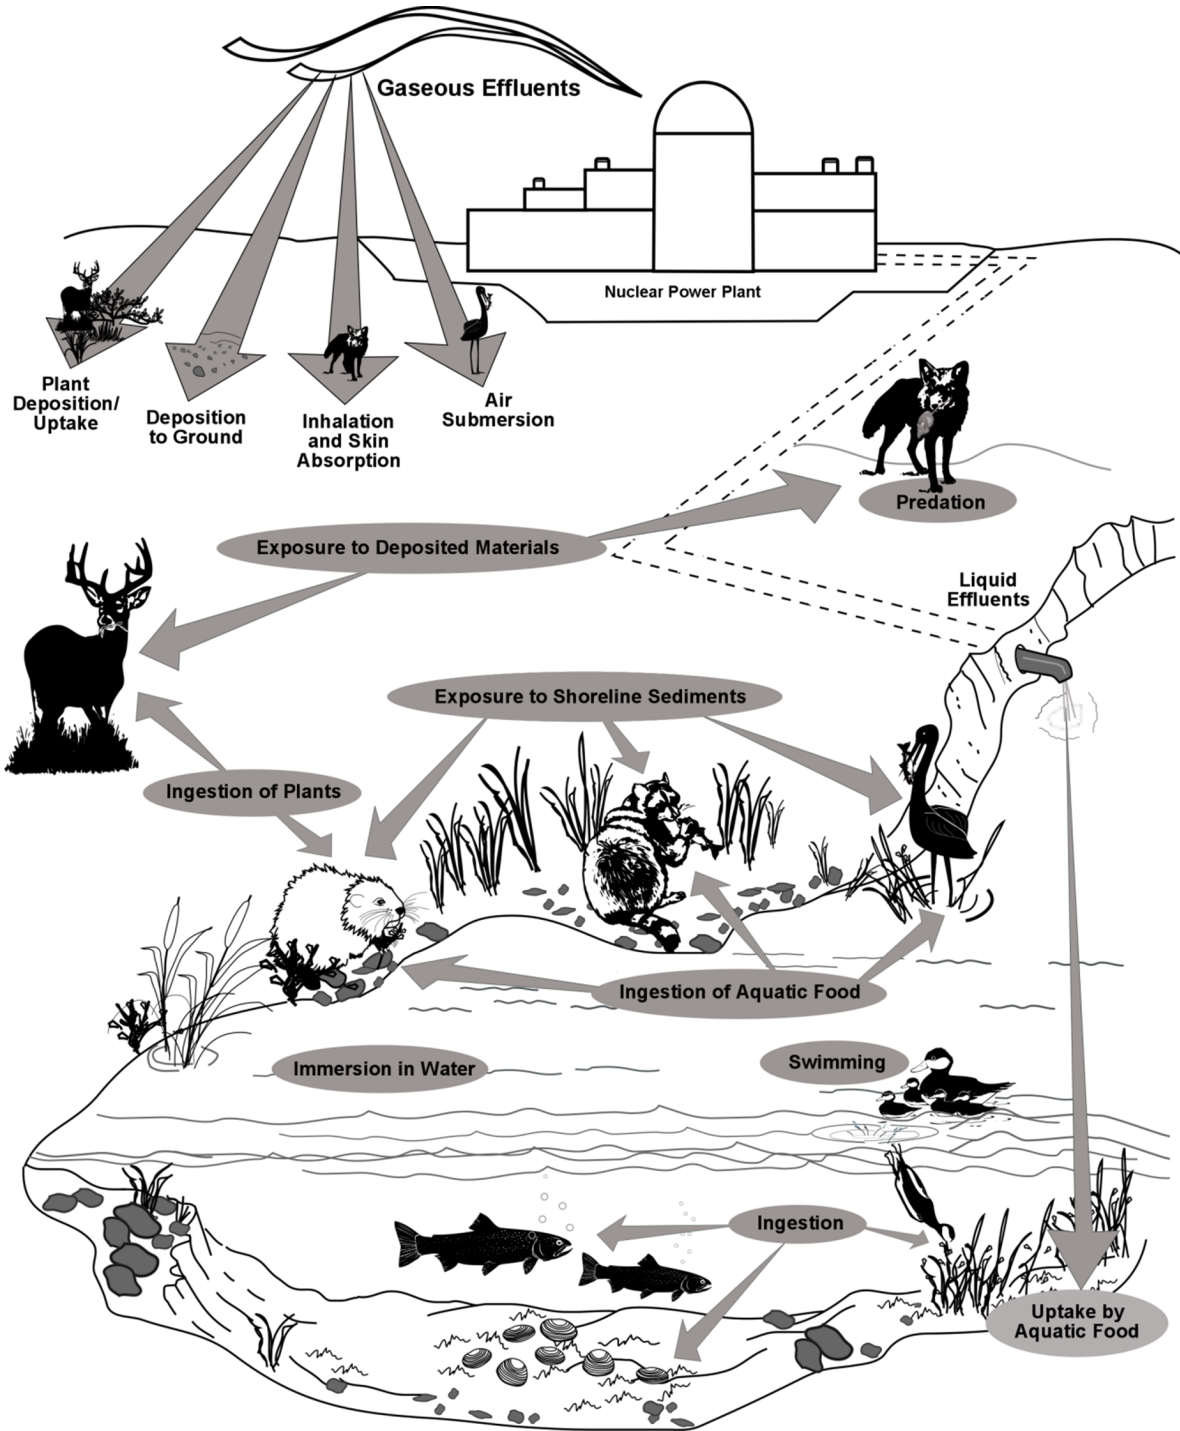 Gaseous Effluents
Nuclear Power Plant
Plant
Deposition/
Uptake
Deposition
to Ground
Inhalation
and Skin
Absorption
Air
Submersion
Predation
Exposure to Deposited Materials
Liquid
Effluents
Exposure to Shoreline Sediments
Ingestion of Plants
Ingestion of Aquatic Food
Immersion in Water
Swimming
Ingestion
Uptake by
Aquatic Food